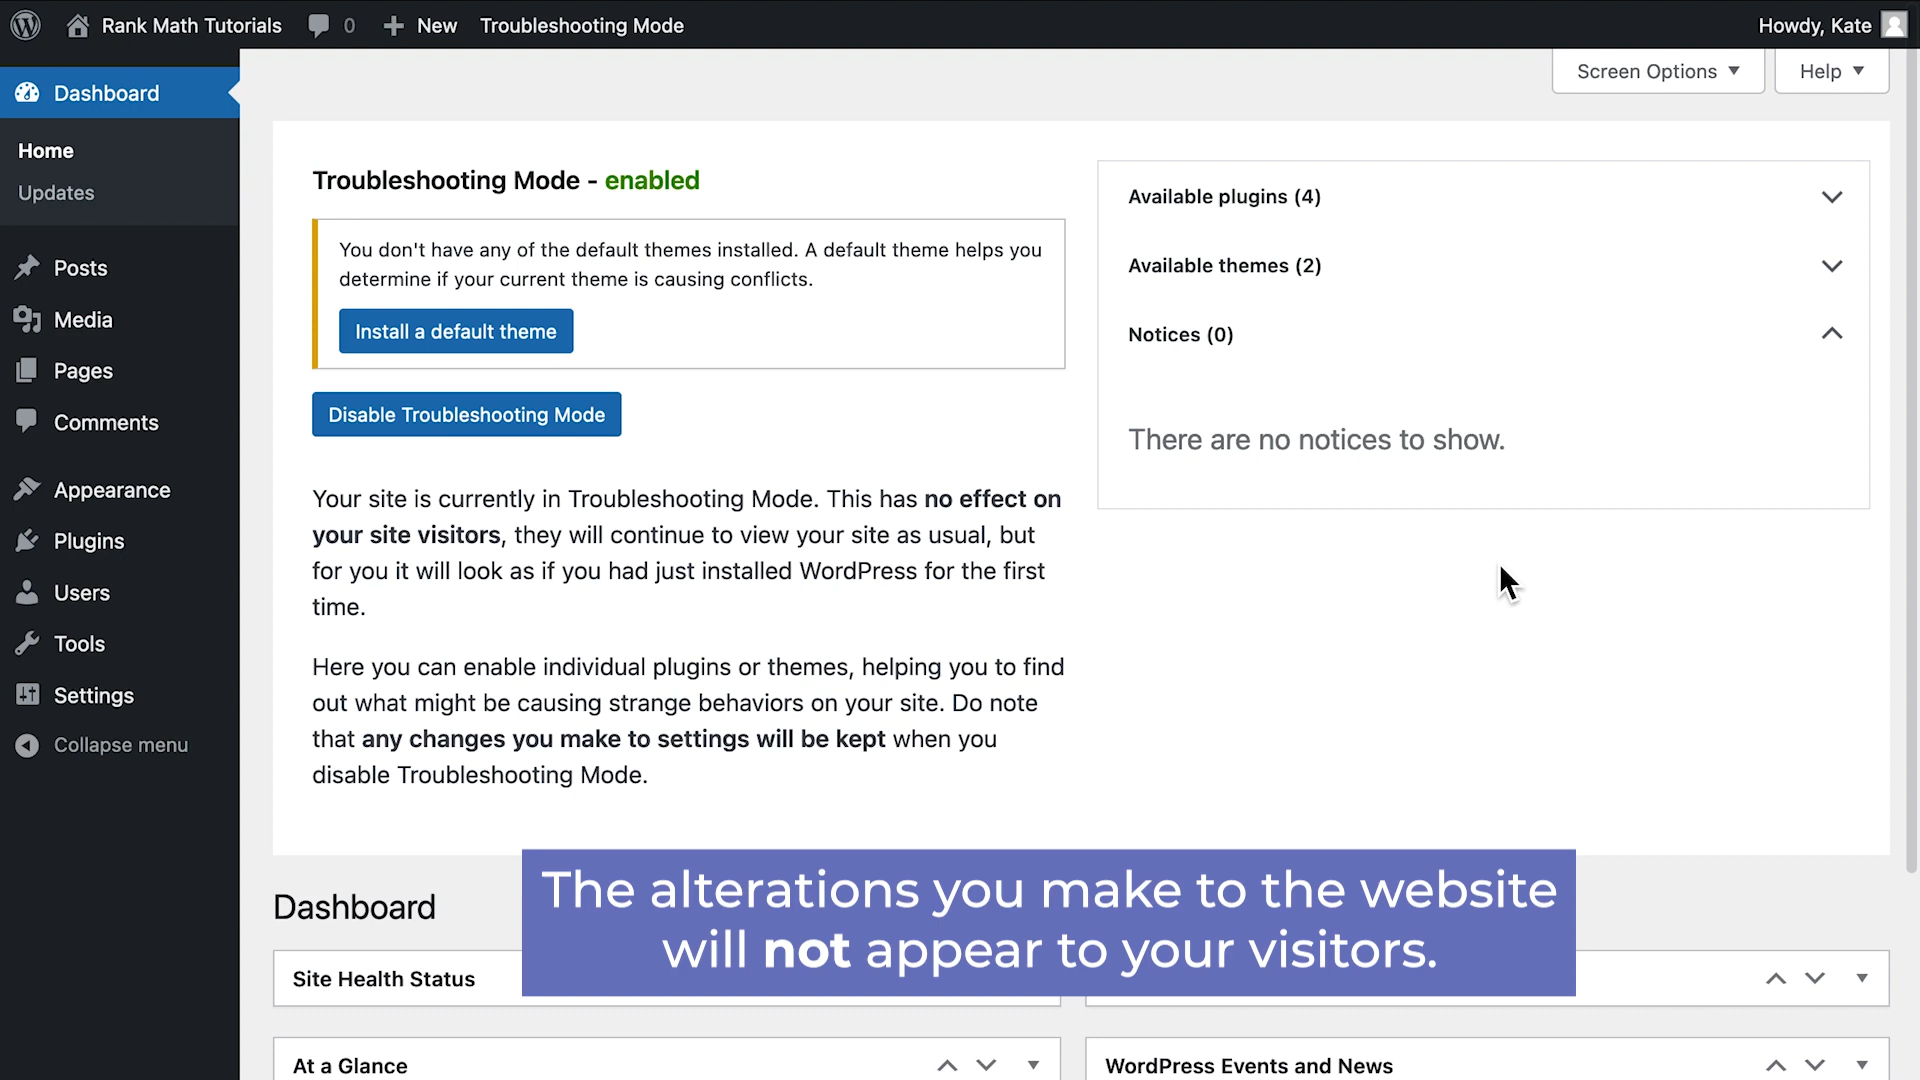 Rank Math Tutorials
0
New
Troubleshooting Mode
Howdy, Kate
Screen Options
Help
Dashboard
Home
Updates
Posts
Media
Pages
Comments
Appearance
Plugins
Users
Tools
Settings
Collapse menu
Troubleshooting Mode - enabled
You don't have any of the default themes installed. A default theme helps you
determine if your current theme is causing conflicts.
Install a default theme
Disable Troubleshooting Mode
Your site is currently in Troubleshooting Mode. This has no effect on
your site visitors, they will continue to view your site as usual, but
for you it will look as if you had just installed WordPress for the first
time.
Here you can enable individual plugins or themes, helping you to find
out what might be causing strange behaviors on your site. Do note
that any changes you make to settings will be kept when you
disable Troubleshooting Mode.
Available plugins (4)
Available themes (2)
Notices (0)
There are no notices to show.
Dashboard
The alterations you make to the website
will not appear to your visitors.
Site Health Status
At a Glance
WordPress Events and News